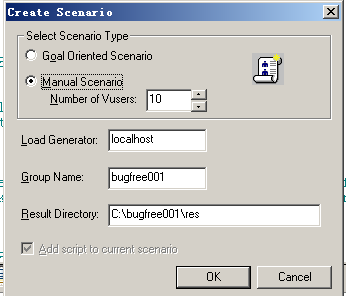 Create Scenario
Select Scenario Type
Goal Oriented Scenario
Manual Scenario
Number of Vusers: 10
Load Generator: localhost
Group Name: bugfree001
Result Directory: C:\bugfree001\res
Add script to current scenario
OK Cancel